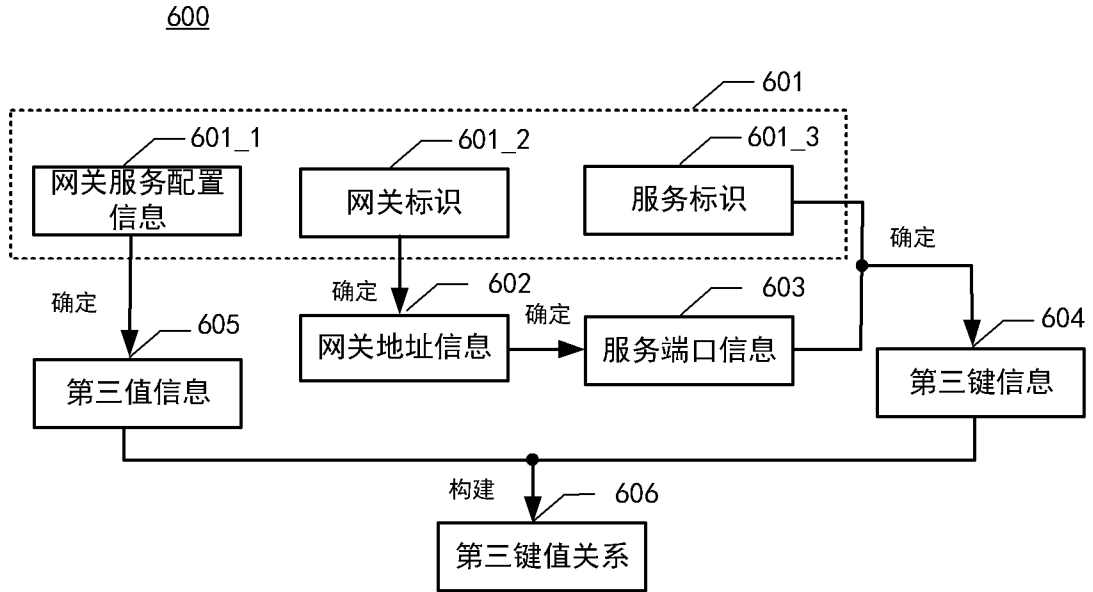 600
601
601_1
601_2
601_3
网关服务配置
信息
网关标识
服务标识
确定
确定
确定
602
确定
603
604
605
网关地址信息
服务端口信息
第三值信息
第三键信息
构建
606
第三键值关系